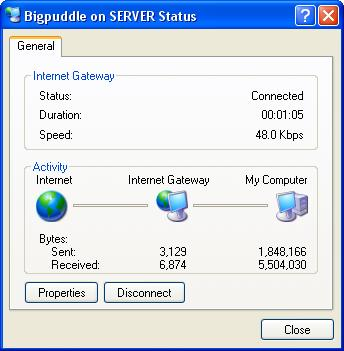 Bigpuddle on SERVER Status
General
Internet Gateway
Status: Connected
Duration: 00:01:05
Speed: 48.0 Kbps
Activity
Internet Internet Gateway My Computer
Bytes:
Sent: 3,129 1,848,166
Received: 6,874 5,504,030
Properties Disconnect
Close